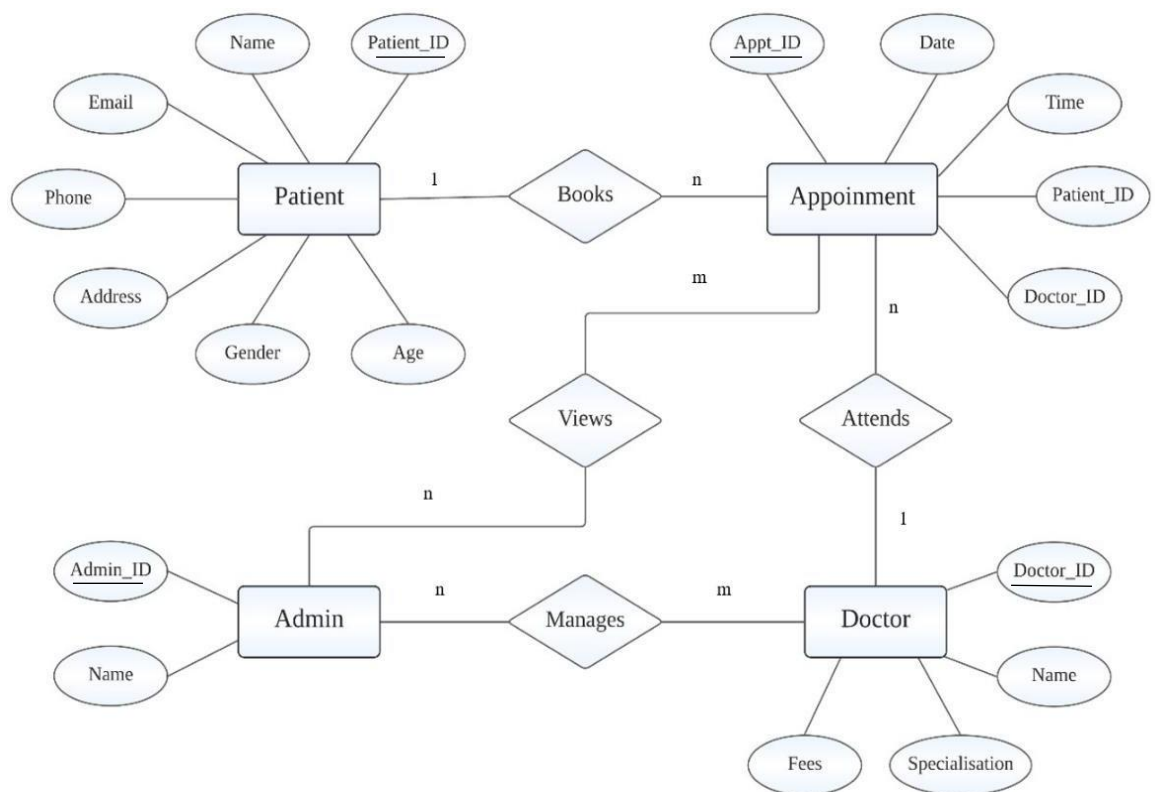 Name
Patient_ID
Appt_ID
Date
Email
Time
Phone
Patient
1
Books
n
Appoinment
Patient_ID
Address
m
Doctor_ID
n
Gender
Age
Views
Attends
n
1
Admin_ID
Doctor_ID
Admin
n
Manages
m
Doctor
Name
Name
Fees
Specialisation